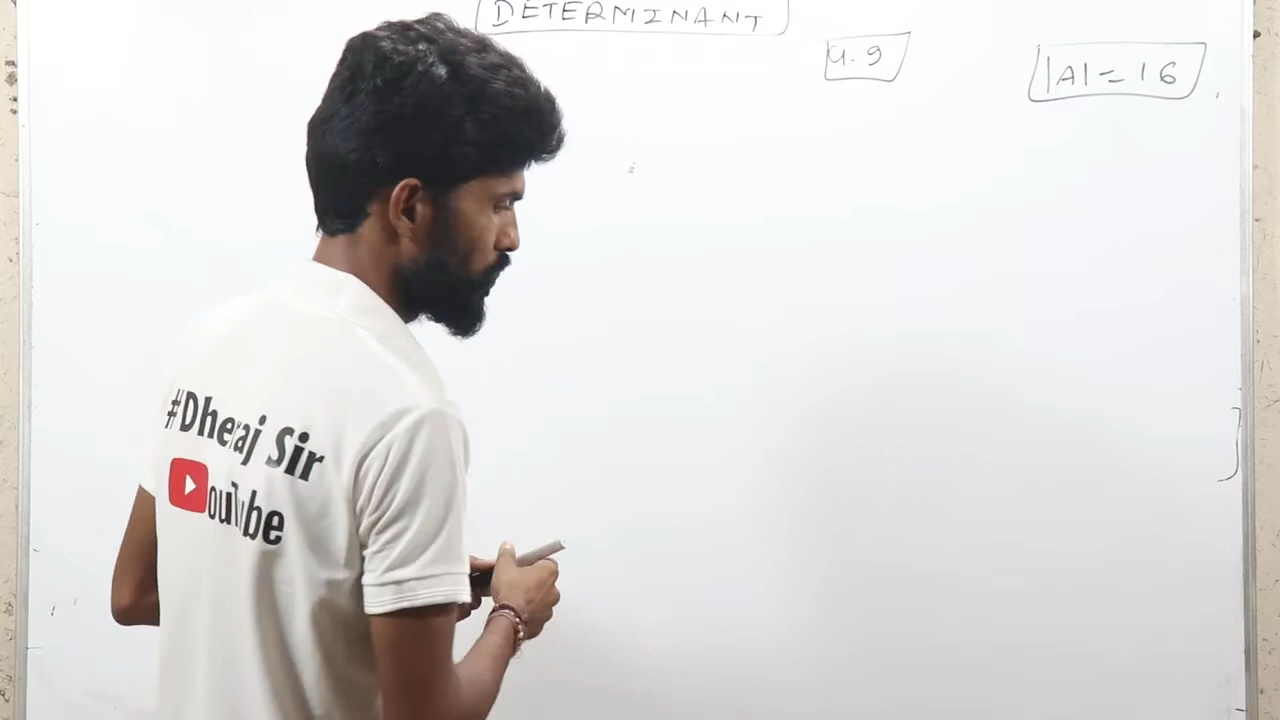 DETERMINANT
4.9
|A| = 16
#Dheraj Sir
YouTube